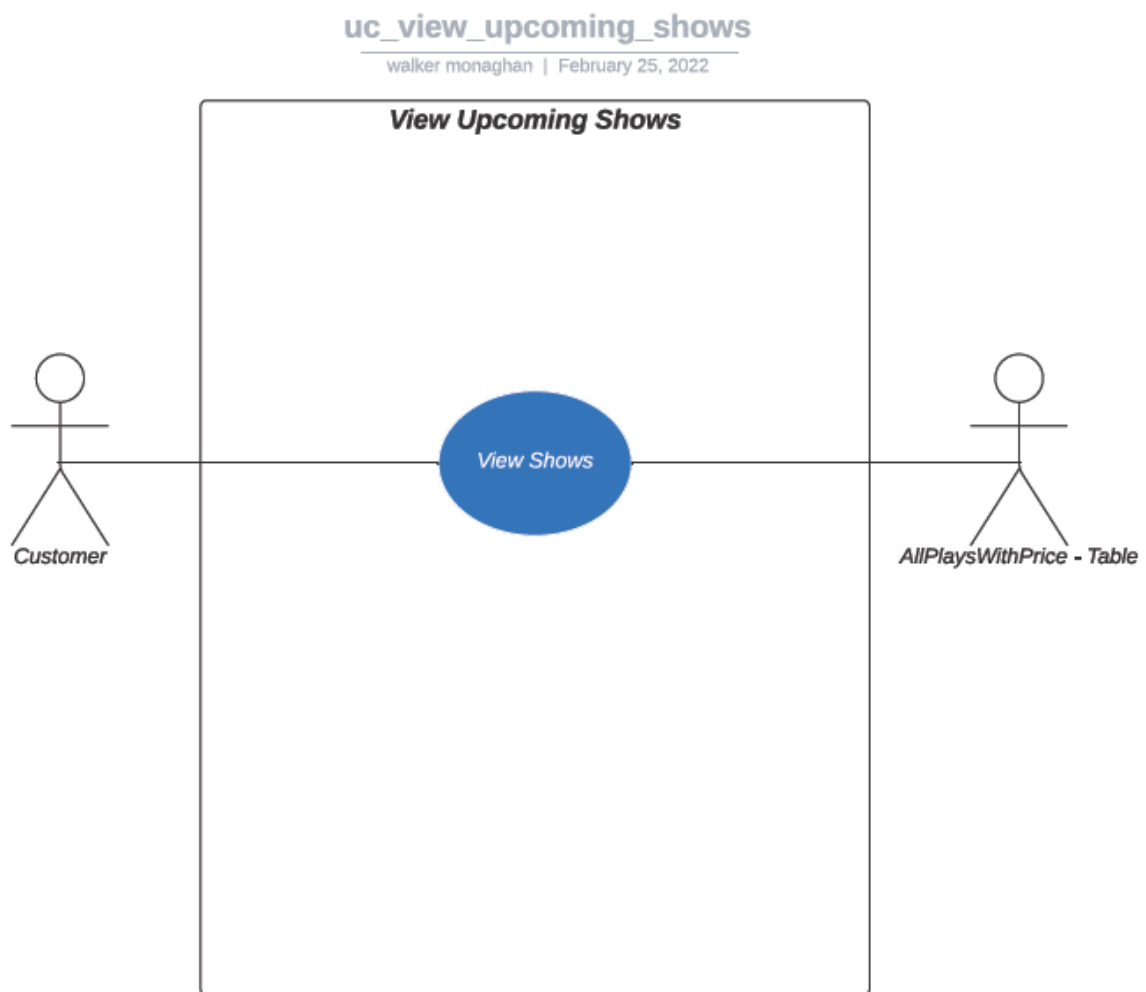 uc_view_upcoming_shows
walker monaghan | February 25, 2022
View Upcoming Shows
View Shows
Customer
AllPlaysWithPrice - Table